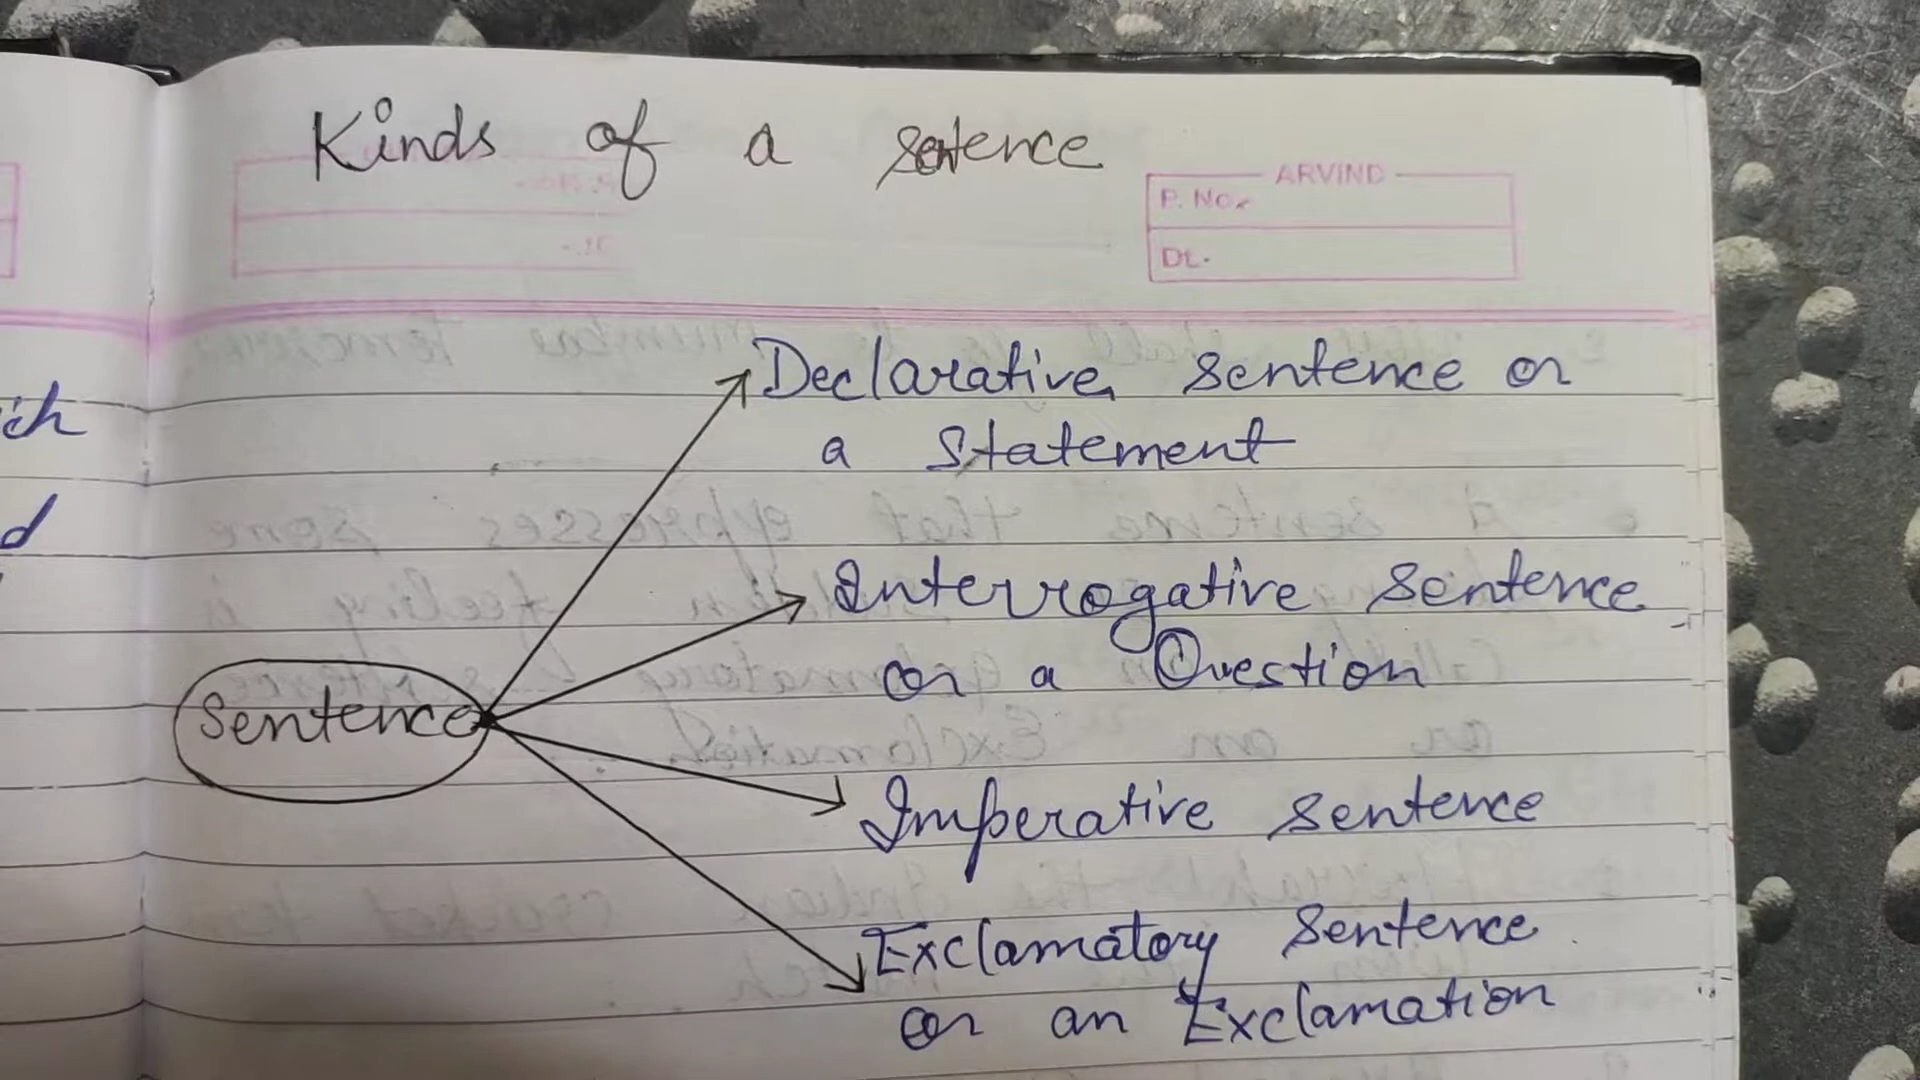 Kinds of a sentence
ARVIND
P. No.
DL.
ich
d
Declarative sentence or
a Statement
Interrogative sentence
or a Question
Sentence
Imperative sentence
Exclamatory sentence
or an Exclamation